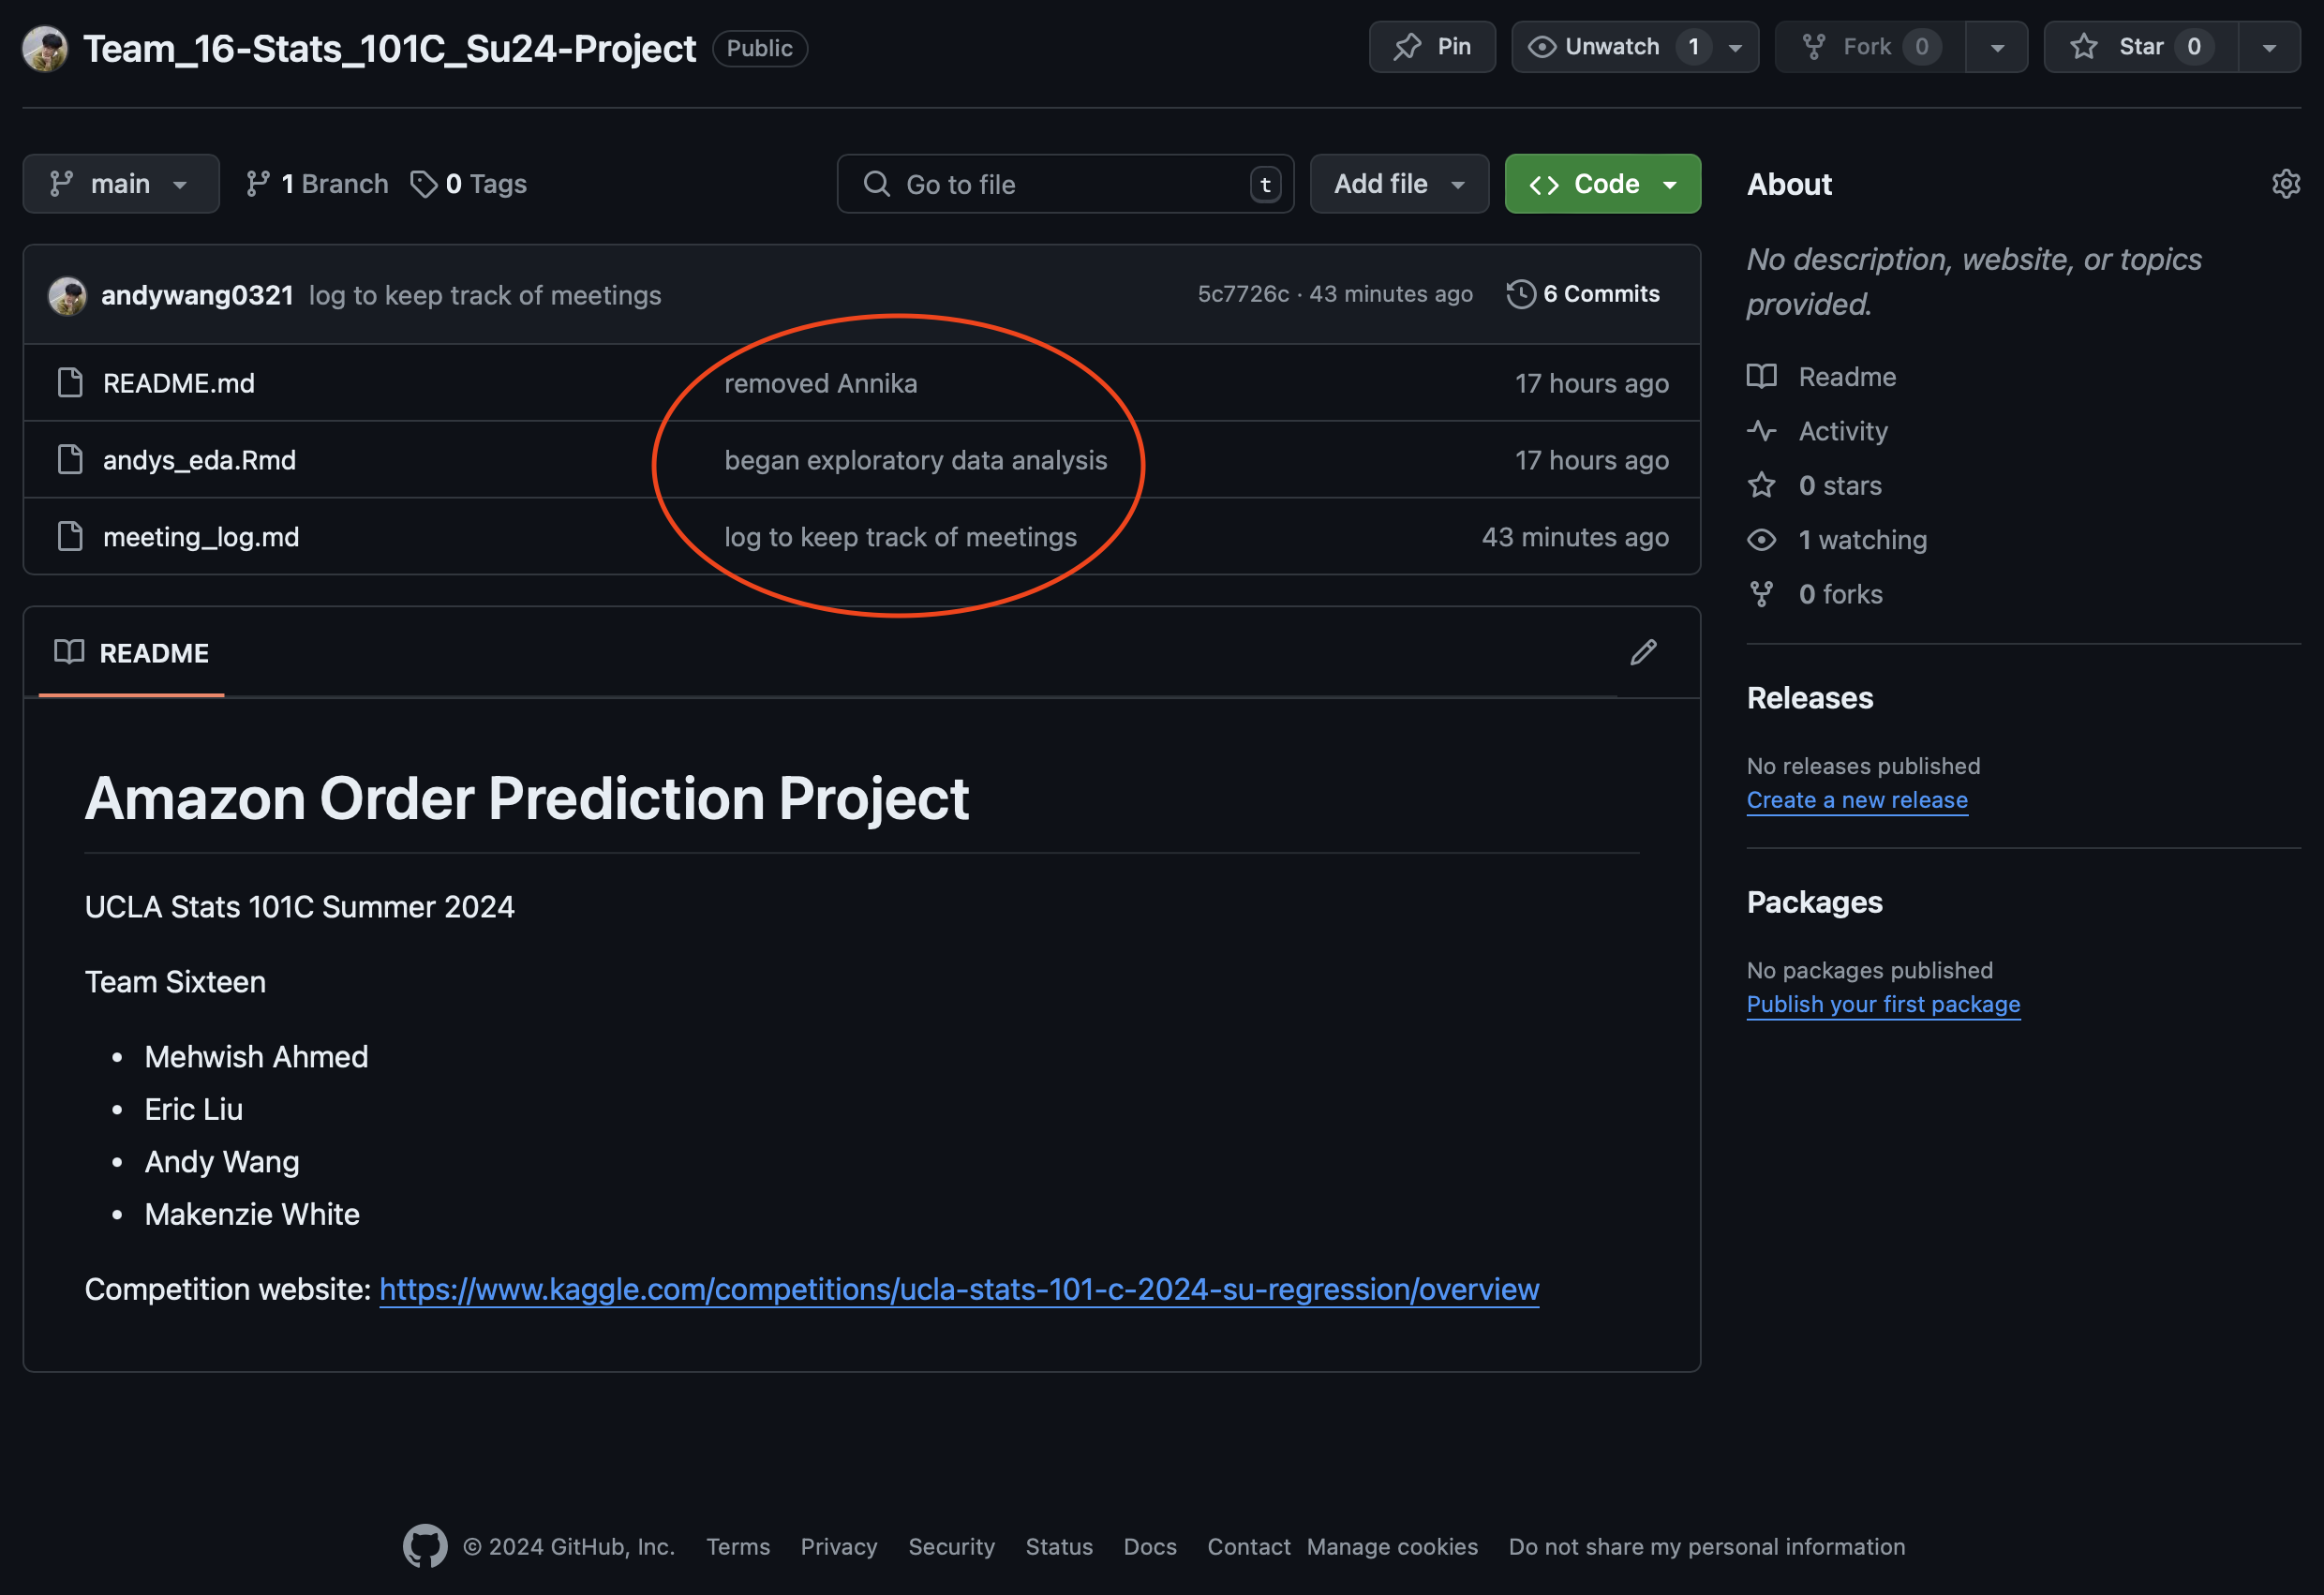 Team_16-Stats_101C_Su24-Project Public Pin Unwatch 1 Fork 0 Star 0
main 1 Branch 0 Tags Go to file t Add file Code
andywang0321 log to keep track of meetings 5c7726c · 43 minutes ago 6 Commits
README.md removed Annika 17 hours ago
andys_eda.Rmd began exploratory data analysis 17 hours ago
meeting_log.md log to keep track of meetings 43 minutes ago
README
Amazon Order Prediction Project
UCLA Stats 101C Summer 2024
Team Sixteen
• Mehwish Ahmed
• Eric Liu
• Andy Wang
• Makenzie White
Competition website: https://www.kaggle.com/competitions/ucla-stats-101-c-2024-su-regression/overview
About
No description, website, or topics
provided.
Readme
Activity
0 stars
1 watching
0 forks
Releases
No releases published
Create a new release
Packages
No packages published
Publish your first package
© 2024 GitHub, Inc. Terms Privacy Security Status Docs Contact Manage cookies Do not share my personal information